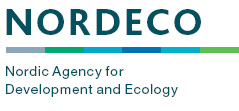 NORDECO
Nordic Agency for
Development and Ecology